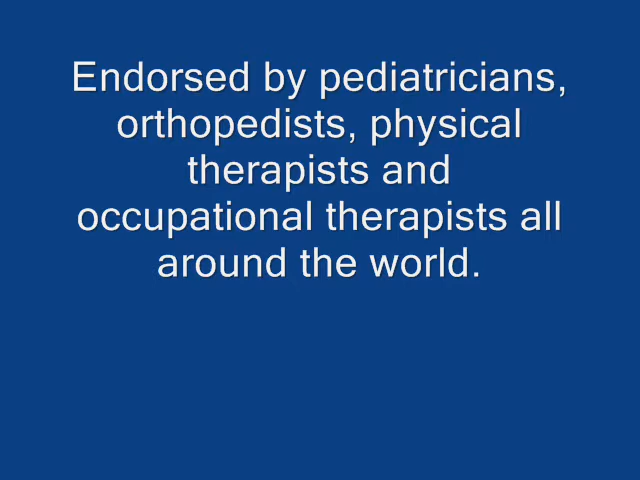 Endorsed by pediatricians,
orthopedists, physical
therapists and
occupational therapists all
around the world.